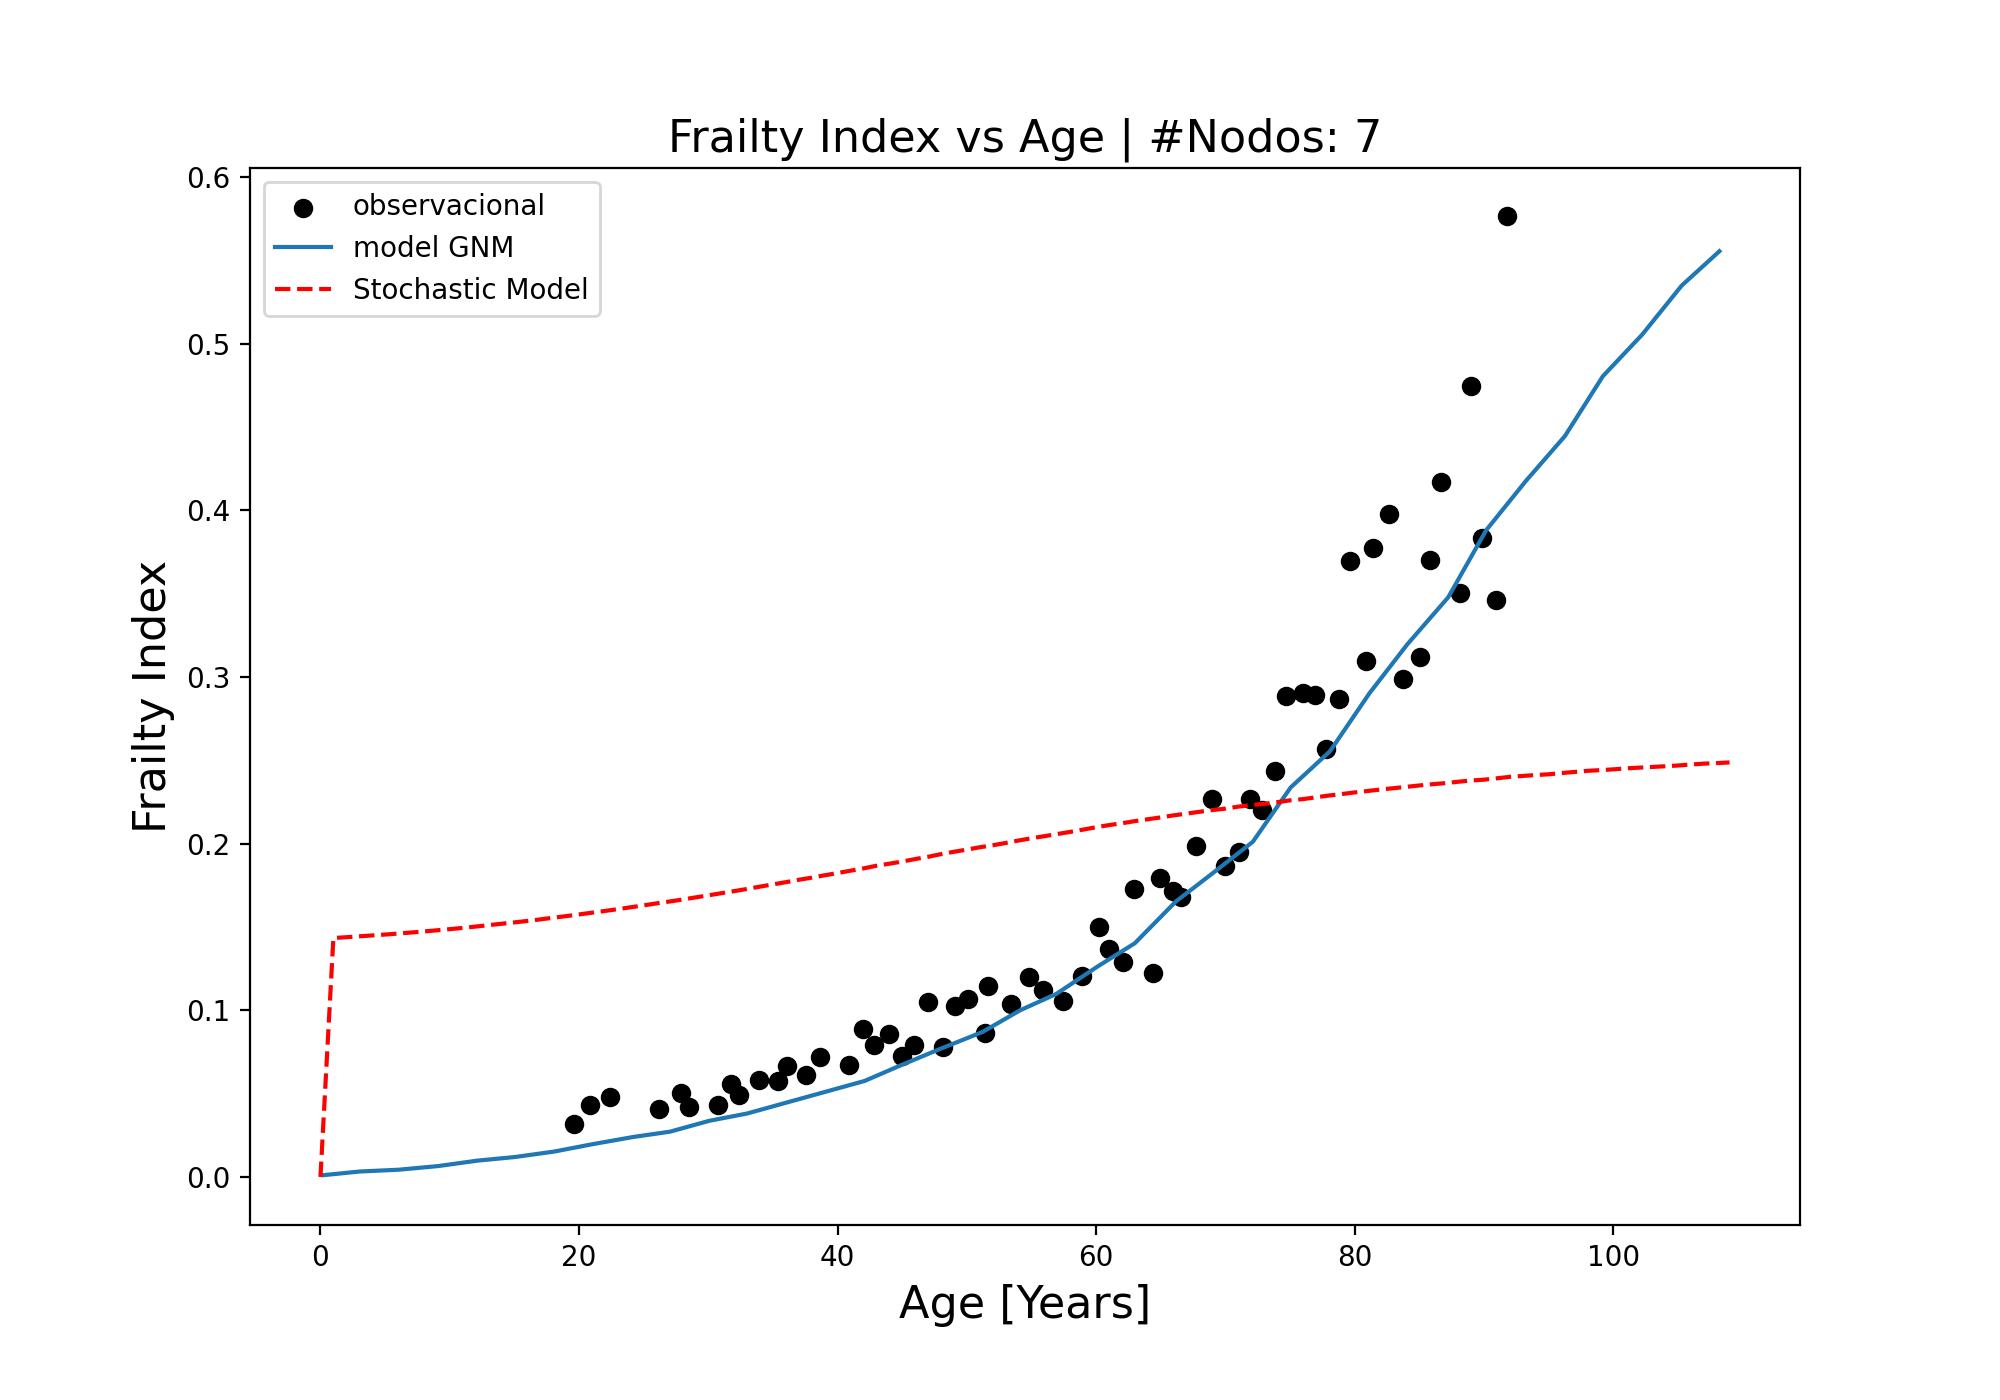 Frailty Index vs Age | #Nodos: 7
observacional
model GNM
Stochastic Model
Frailty Index
0.6
0.5
0.4
0.3
0.2
0.1
0.0
0 20 40 60 80 100
Age [Years]